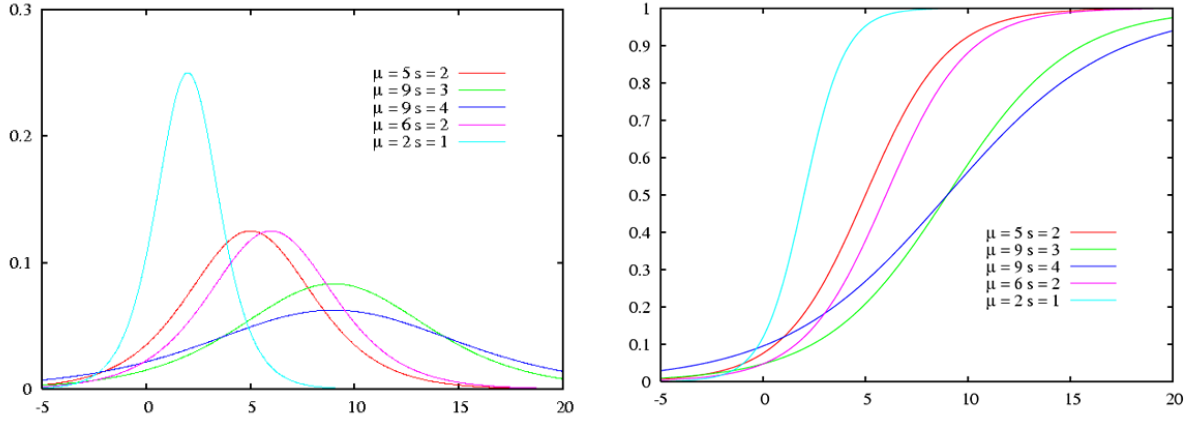 0.3
0.2
0.1
0
-5 0 5 10 15 20
μ = 5 s = 2
μ = 9 s = 3
μ = 9 s = 4
μ = 6 s = 2
μ = 2 s = 1
1
0.9
0.8
0.7
0.6
0.5
0.4
0.3
0.2
0.1
0
-5 0 5 10 15 20
μ = 5 s = 2
μ = 9 s = 3
μ = 9 s = 4
μ = 6 s = 2
μ = 2 s = 1